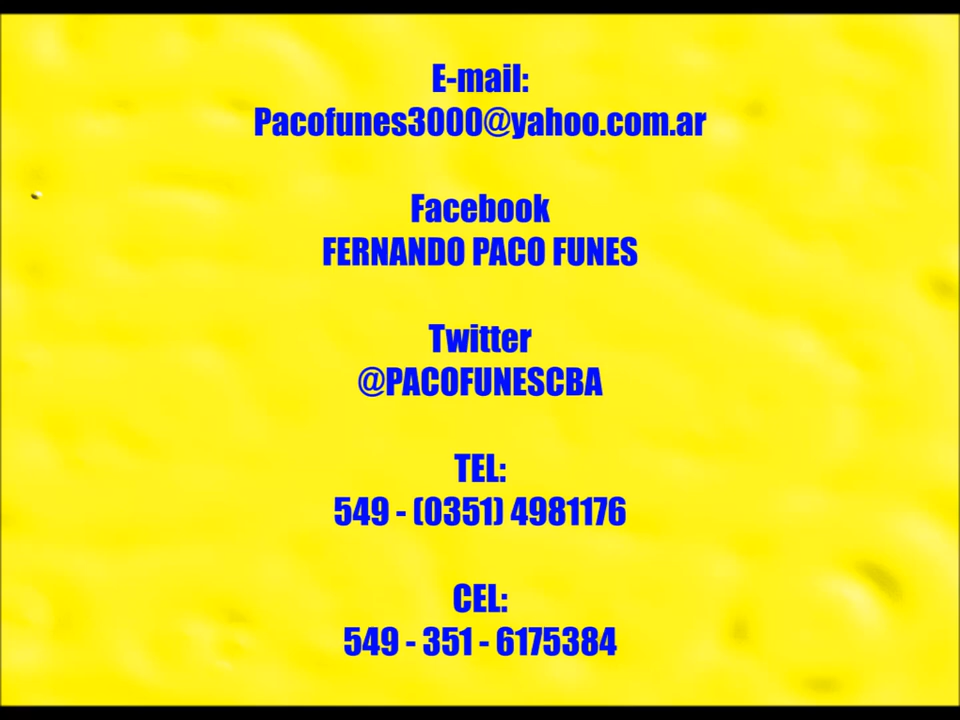 E-mail:
Pacofunes3000@yahoo.com.ar
Facebook
FERNANDO PACO FUNES
Twitter
@PACOFUNESCBA
TEL:
549 - (0351) 4981176
CEL:
549 - 351 - 6175384